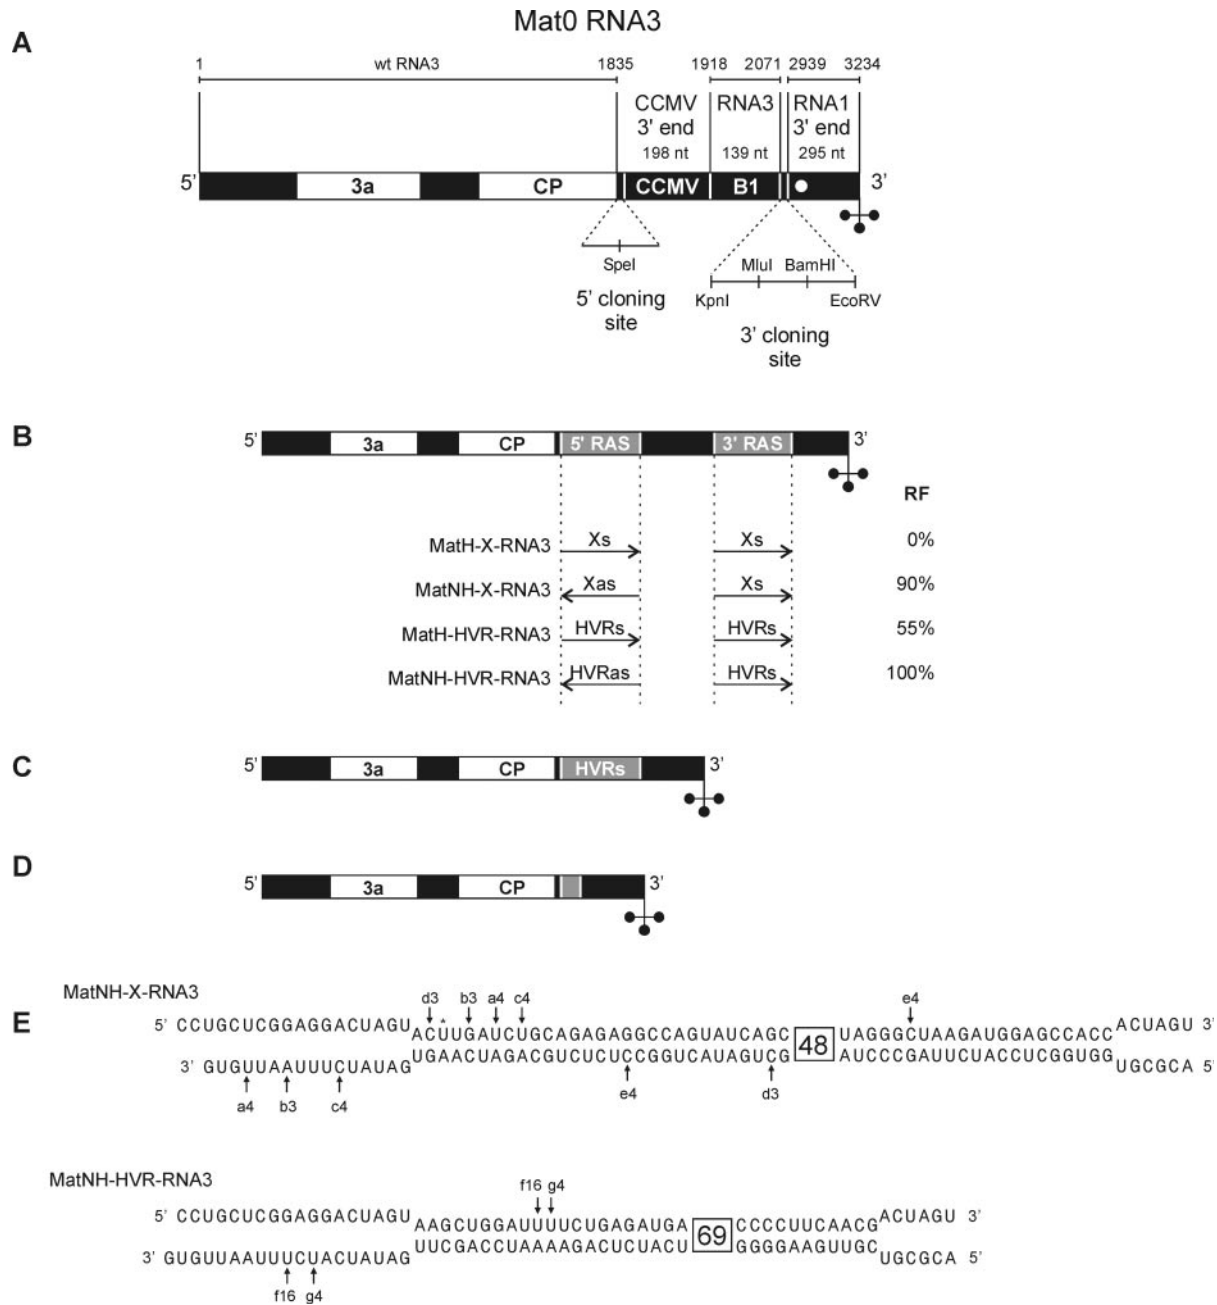 Mat0 RNA3
A
1 wt RNA3 1835 1918 2071 2939 3234
CCMV RNA3 RNA1
3' end 3' end
198 nt 139 nt 295 nt
5' 3a CP CCMV B1 3'
SpeI MluI BamHI
5' cloning KpnI EcoRV
site
3' cloning
site
B
5' 3a CP 5' RAS 3' RAS 3'
RF
MatH-X-RNA3 Xs Xs 0%
MatNH-X-RNA3 Xas Xs 90%
MatH-HVR-RNA3 HVRs HVRs 55%
MatNH-HVR-RNA3 HVRas HVRs 100%
C
5' 3a CP HVRs 3'
D
5' 3a CP 3'
E
MatNH-X-RNA3
d3 b3 a4 c4 e4
5' CCUGCUCGGAGGACUAGU ACUUGAUCUGCAGAGAGGCCAGUAUCAGC 48 UAGGGCUAAGAUGGAGCCACC ACUAGU 3'
3' GUGUUAAUUUCUAUAG UGAACUAGACGUCUCUCCGGUCAUAGUCG AUCCCGAUUCUACCUCGGUGG UGCGCA 5'
a4 b3 c4 e4 d3
MatNH-HVR-RNA3
f16 g4
5' CCUGCUCGGAGGACUAGU AAGCUGGAUUUUCUGAGAUGA 69 CCCCUUCAACG ACUAGU 3'
3' GUGUUAAUUUCUACUAUAG UUCGACCUAAAAGACUCUACU GGGGAAGUUGC UGCGCA 5'
f16 g4